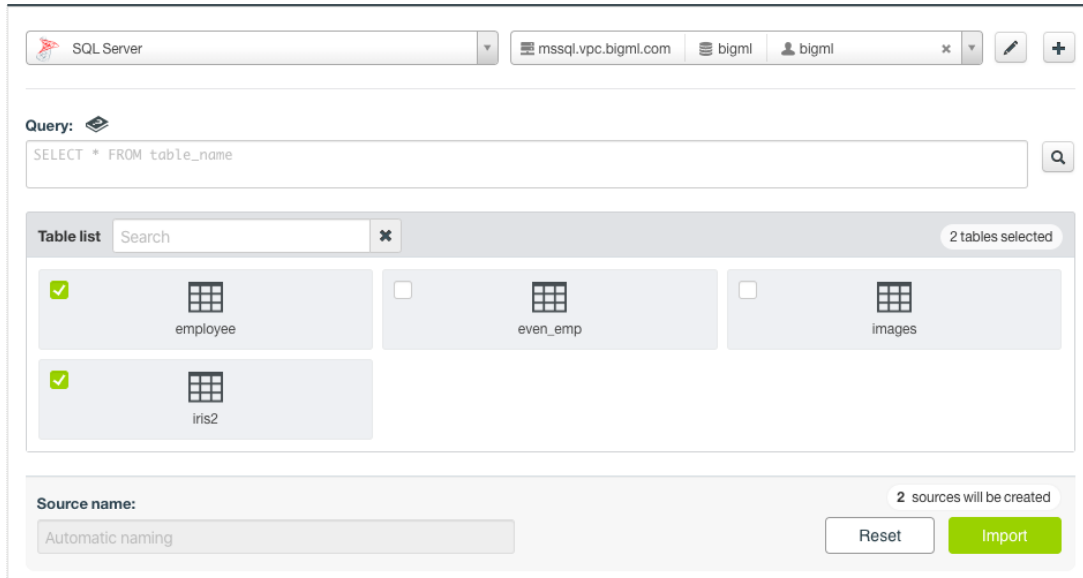 SQL Server mssql.vpc.bigml.com bigml bigml
Query:
SELECT * FROM table_name
Table list Search 2 tables selected
employee even_emp images
iris2
2 sources will be created
Source name:
Automatic naming Reset Import